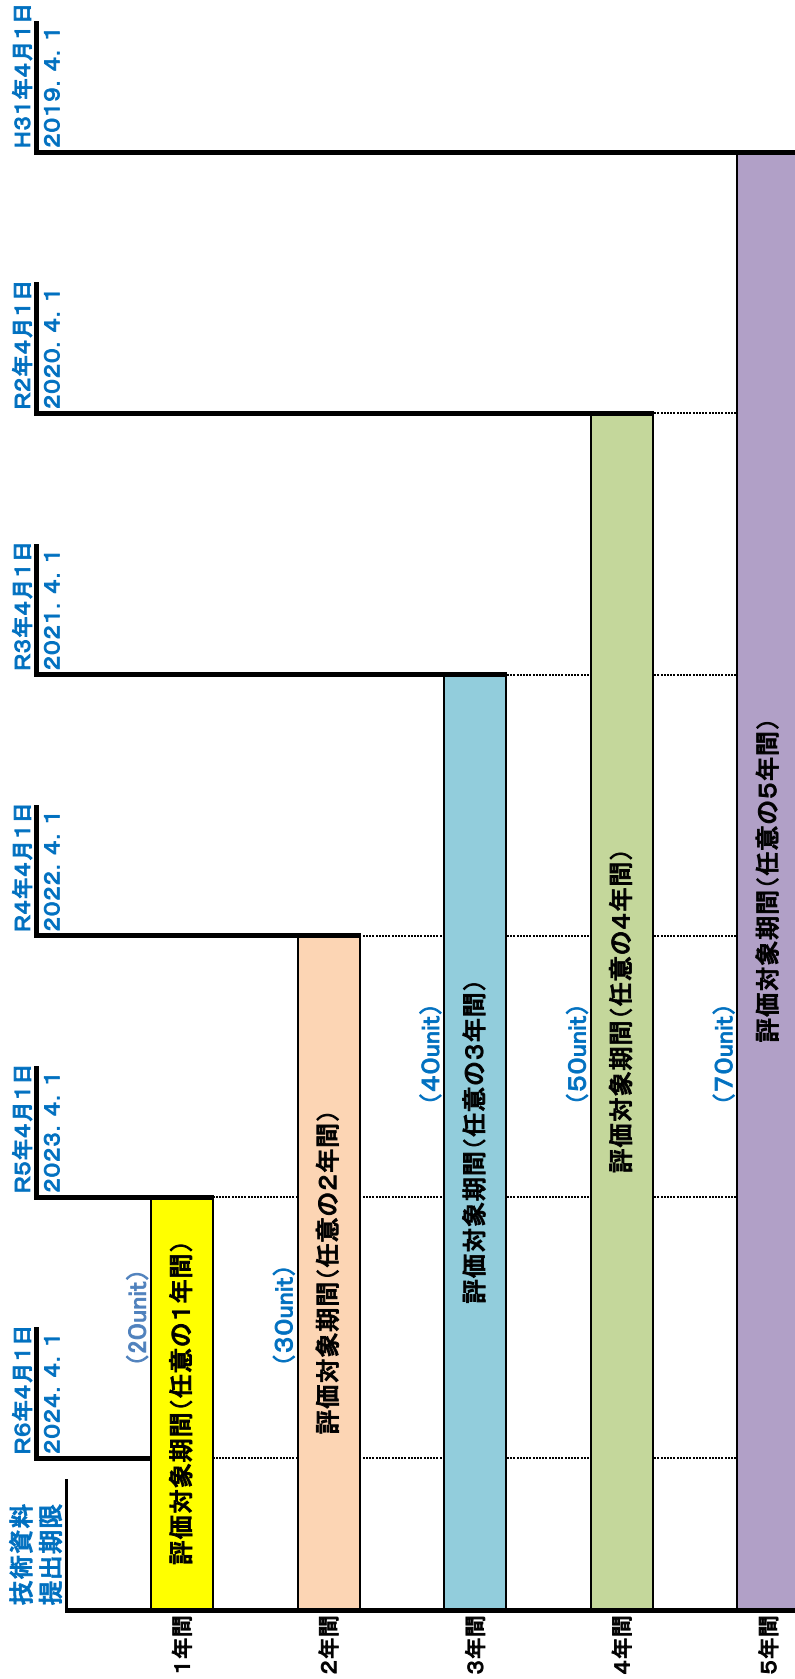 技術資料
提出期限
R6年4月1日
2024. 4. 1
R5年4月1日
2023. 4. 1
R4年4月1日
2022. 4. 1
R3年4月1日
2021. 4. 1
R2年4月1日
2020. 4. 1
H31年4月1日
2019. 4. 1
(20unit)
1年間
評価対象期間(任意の1年間)
(30unit)
2年間
評価対象期間(任意の2年間)
(40unit)
3年間
評価対象期間(任意の3年間)
(50unit)
4年間
評価対象期間(任意の4年間)
(70unit)
5年間
評価対象期間(任意の5年間)